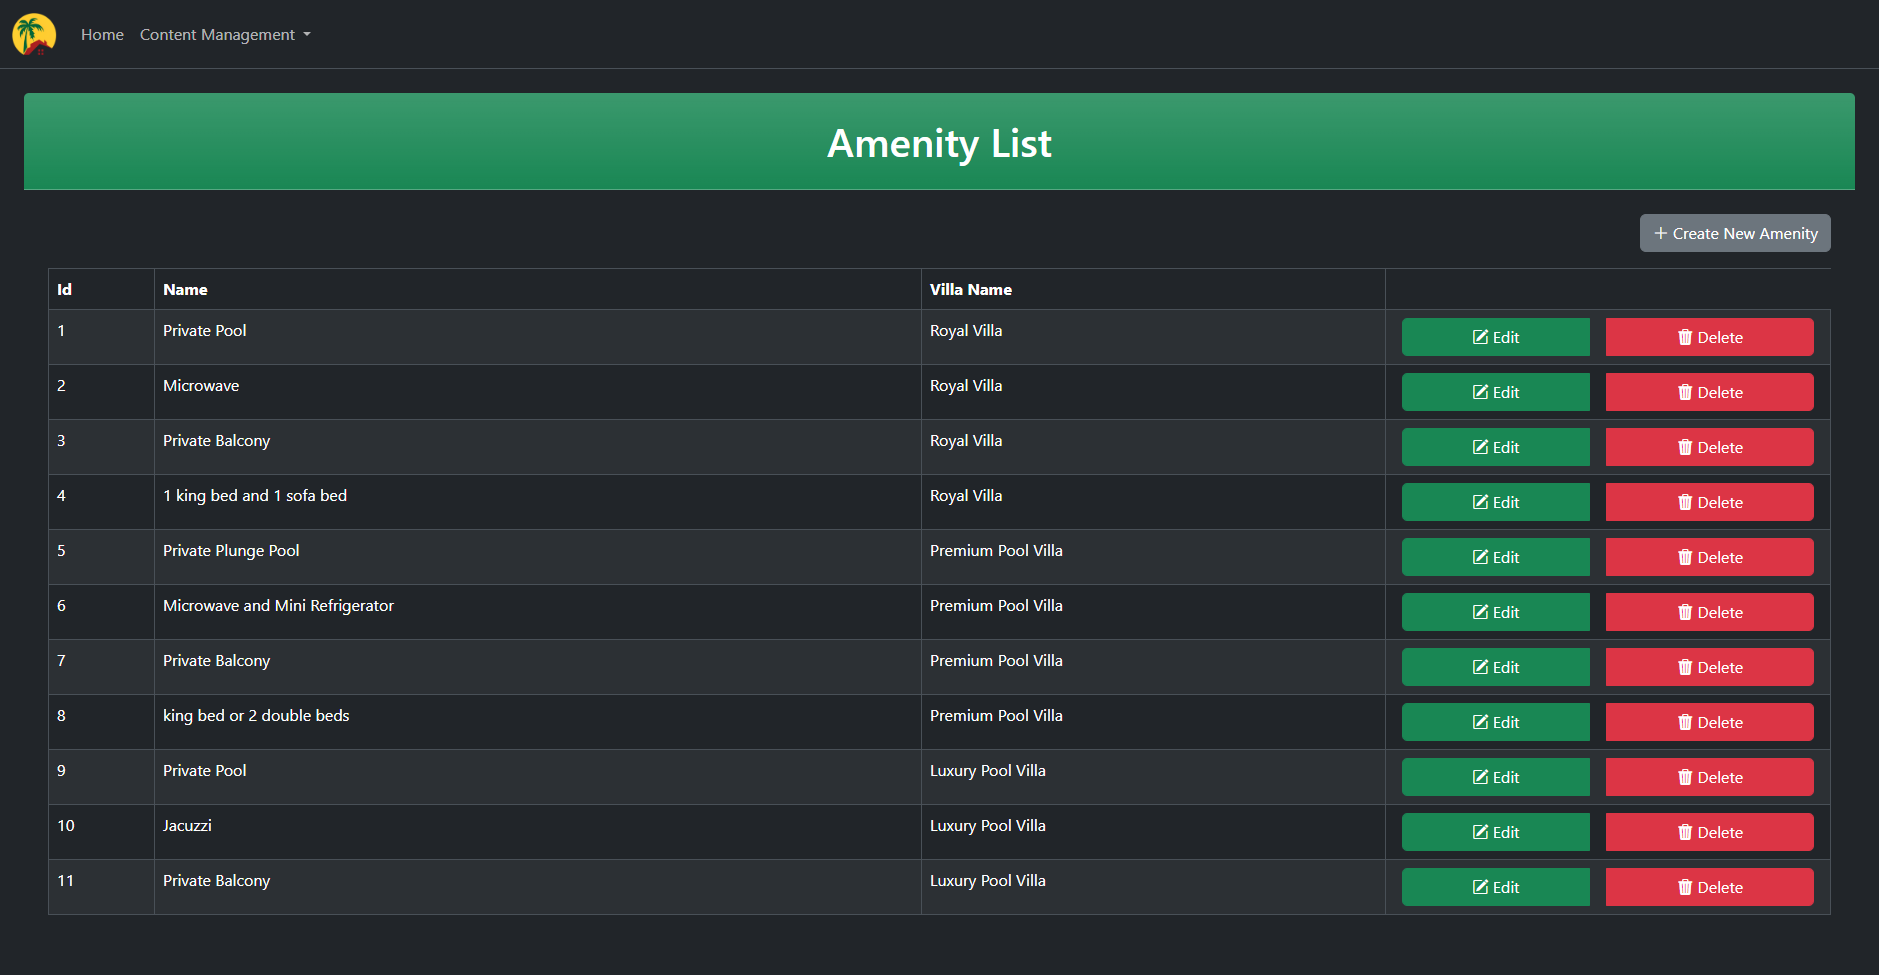 Home Content Management
Amenity List
+ Create New Amenity
Id Name Villa Name
1 Private Pool Royal Villa Edit Delete
2 Microwave Royal Villa Edit Delete
3 Private Balcony Royal Villa Edit Delete
4 1 king bed and 1 sofa bed Royal Villa Edit Delete
5 Private Plunge Pool Premium Pool Villa Edit Delete
6 Microwave and Mini Refrigerator Premium Pool Villa Edit Delete
7 Private Balcony Premium Pool Villa Edit Delete
8 king bed or 2 double beds Premium Pool Villa Edit Delete
9 Private Pool Luxury Pool Villa Edit Delete
10 Jacuzzi Luxury Pool Villa Edit Delete
11 Private Balcony Luxury Pool Villa Edit Delete